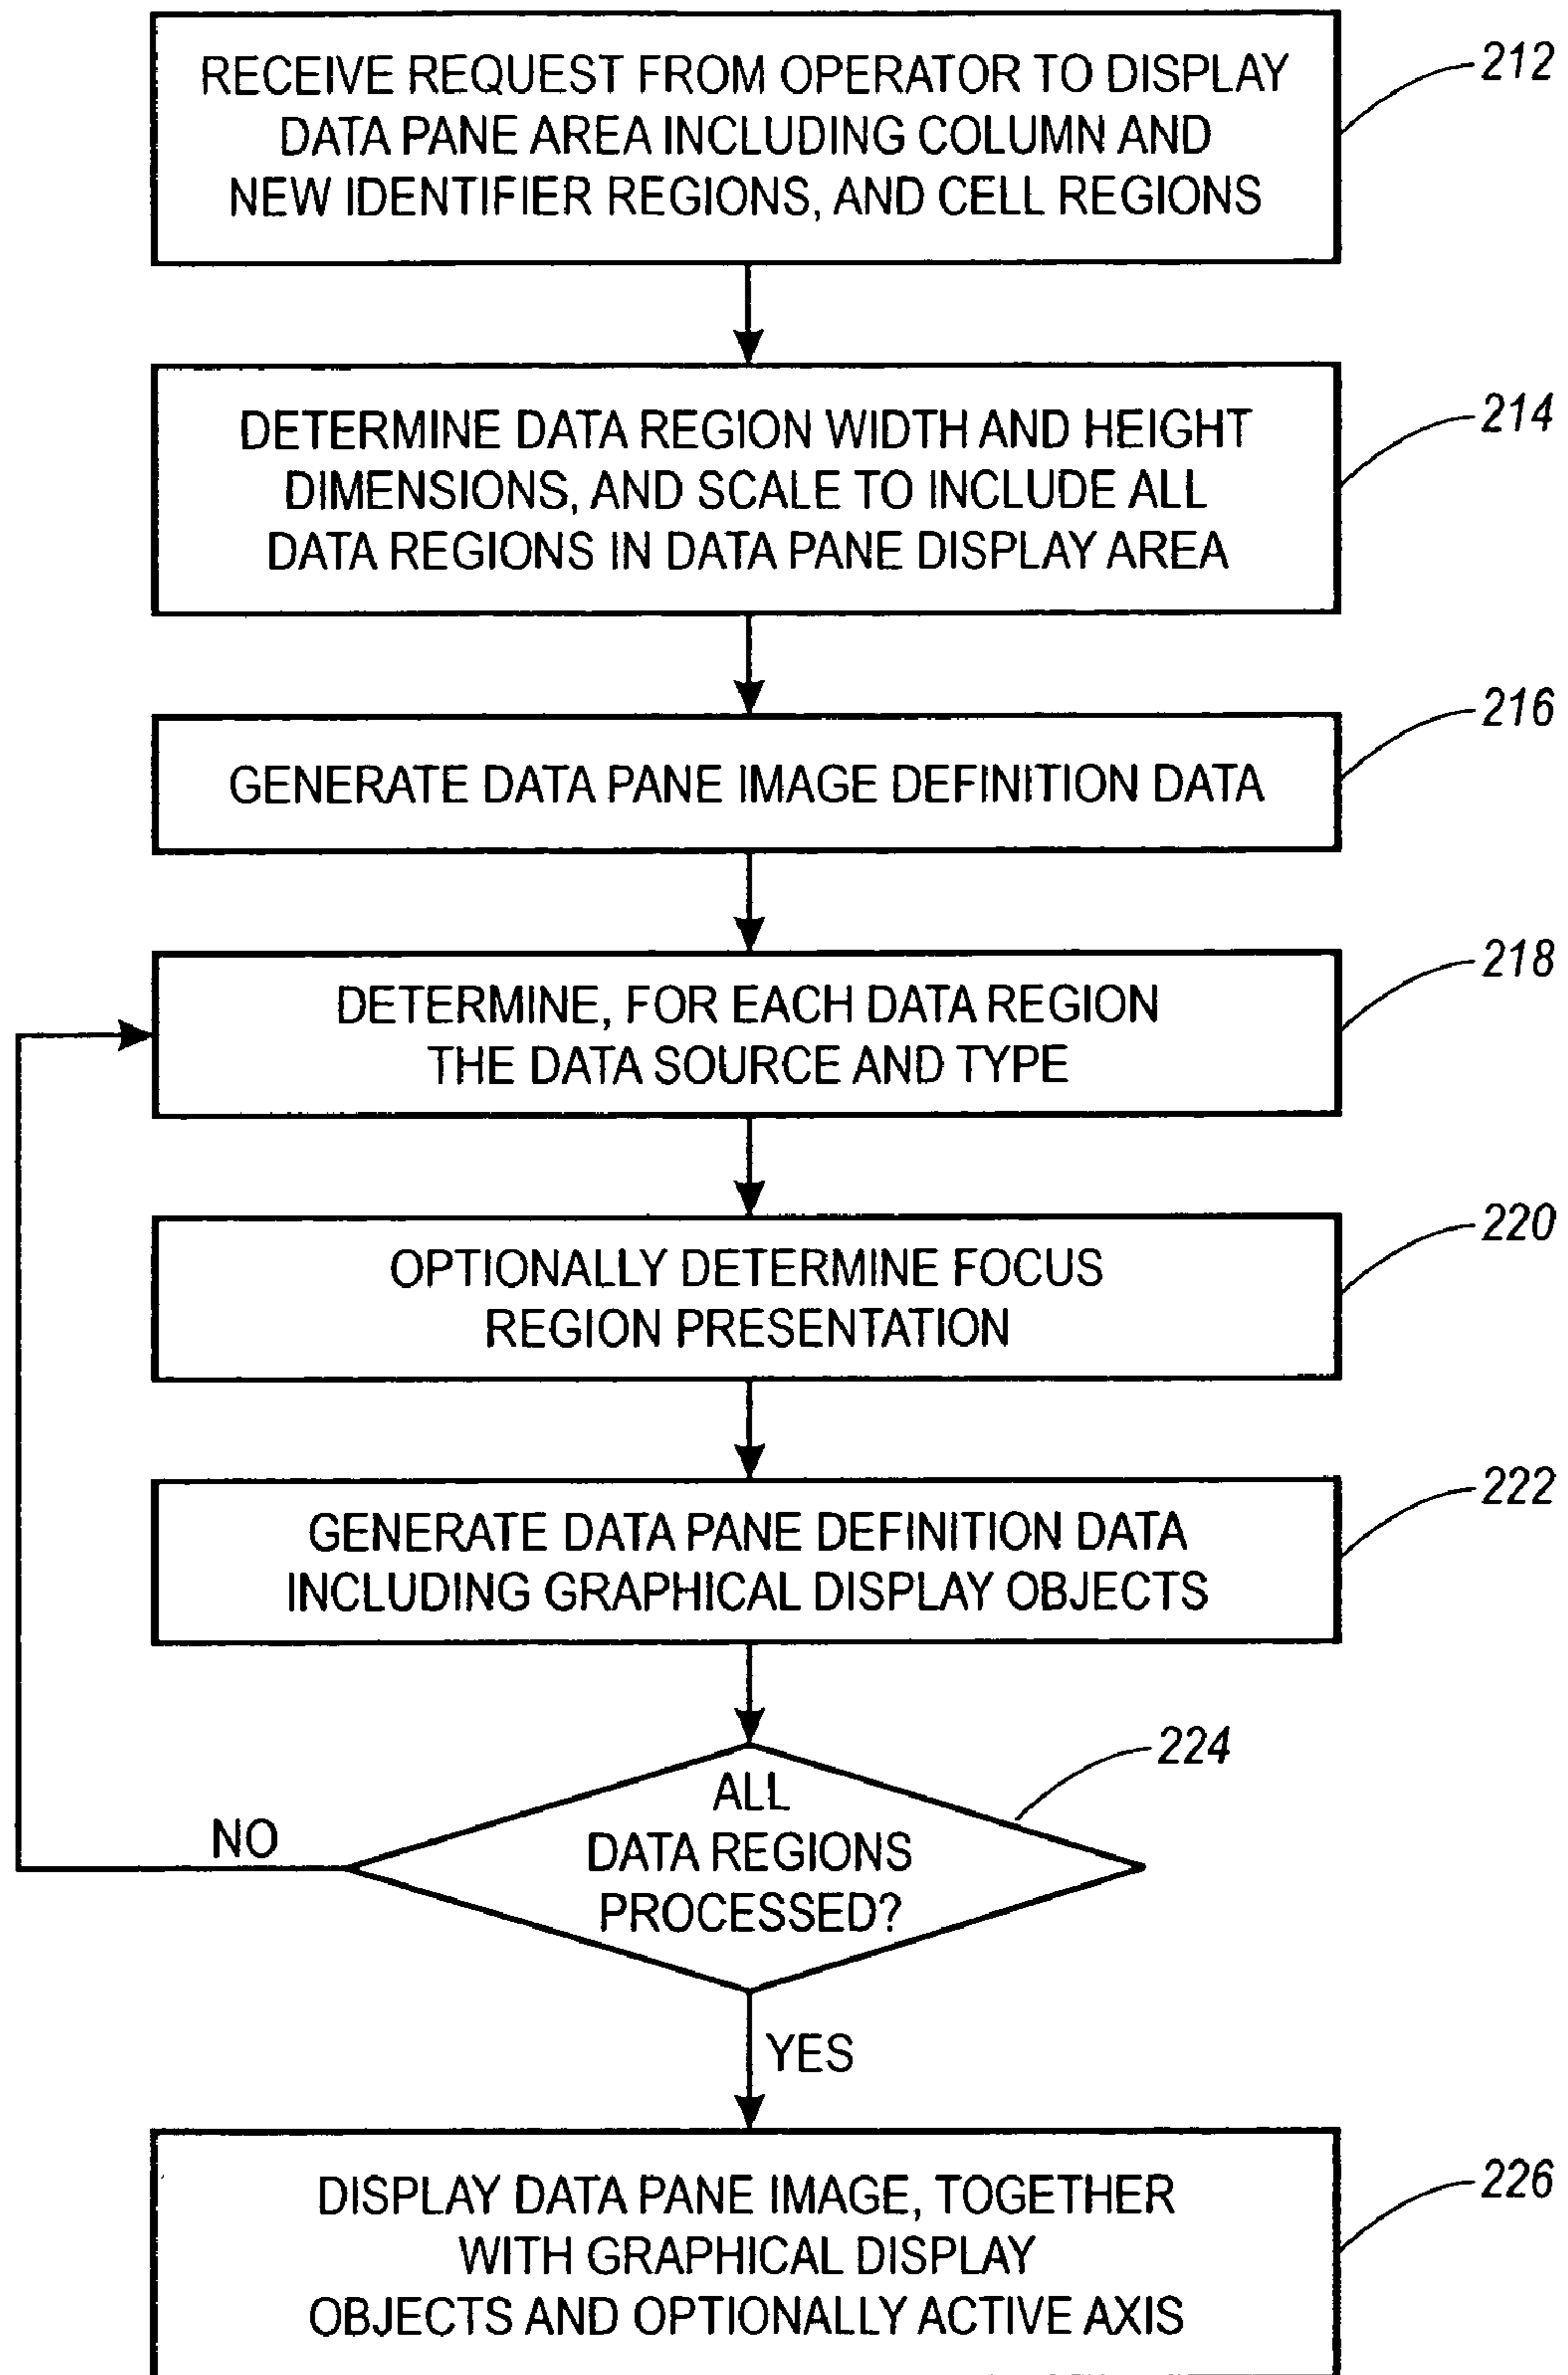 RECEIVE REQUEST FROM OPERATOR TO DISPLAY
DATA PANE AREA INCLUDING COLUMN AND
NEW IDENTIFIER REGIONS, AND CELL REGIONS
212
DETERMINE DATA REGION WIDTH AND HEIGHT
DIMENSIONS, AND SCALE TO INCLUDE ALL
DATA REGIONS IN DATA PANE DISPLAY AREA
214
GENERATE DATA PANE IMAGE DEFINITION DATA
216
DETERMINE, FOR EACH DATA REGION
THE DATA SOURCE AND TYPE
218
OPTIONALLY DETERMINE FOCUS
REGION PRESENTATION
220
GENERATE DATA PANE DEFINITION DATA
INCLUDING GRAPHICAL DISPLAY OBJECTS
222
ALL
DATA REGIONS
PROCESSED?
224
NO
YES
DISPLAY DATA PANE IMAGE, TOGETHER
WITH GRAPHICAL DISPLAY
OBJECTS AND OPTIONALLY ACTIVE AXIS
226